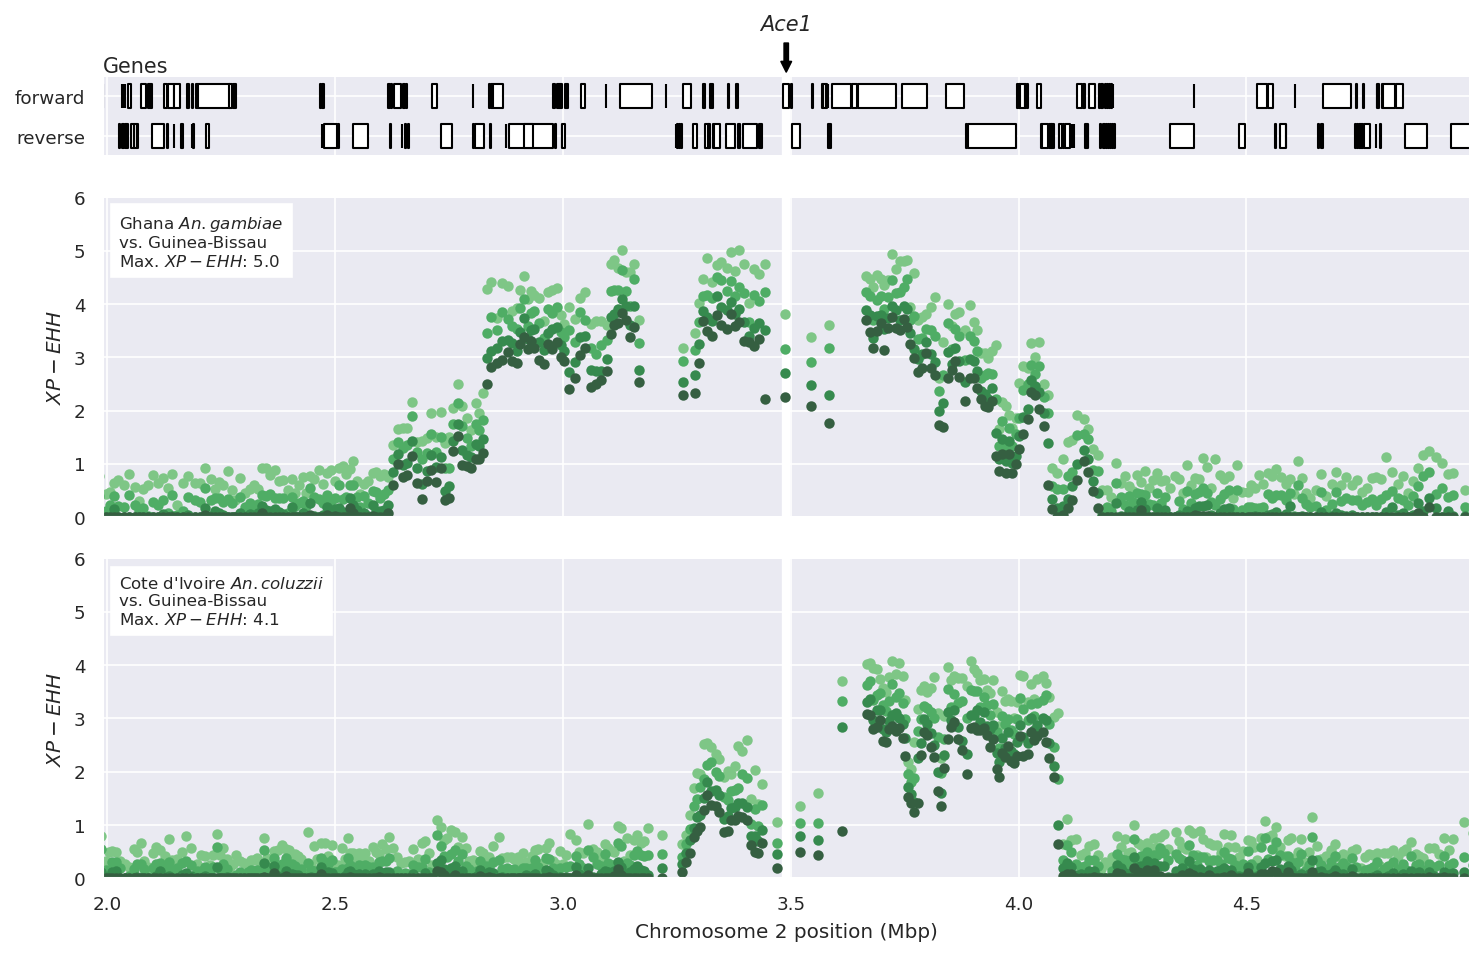 Ace1
Genes
forward
reverse
6
5
4
3
2
1
0
XP − EHH
Ghana An. gambiae
vs. Guinea-Bissau
Max. XP − EHH: 5.0
6
5
4
3
2
1
0
XP − EHH
Cote d'Ivoire An. coluzzii
vs. Guinea-Bissau
Max. XP − EHH: 4.1
2.0 2.5 3.0 3.5 4.0 4.5
Chromosome 2 position (Mbp)